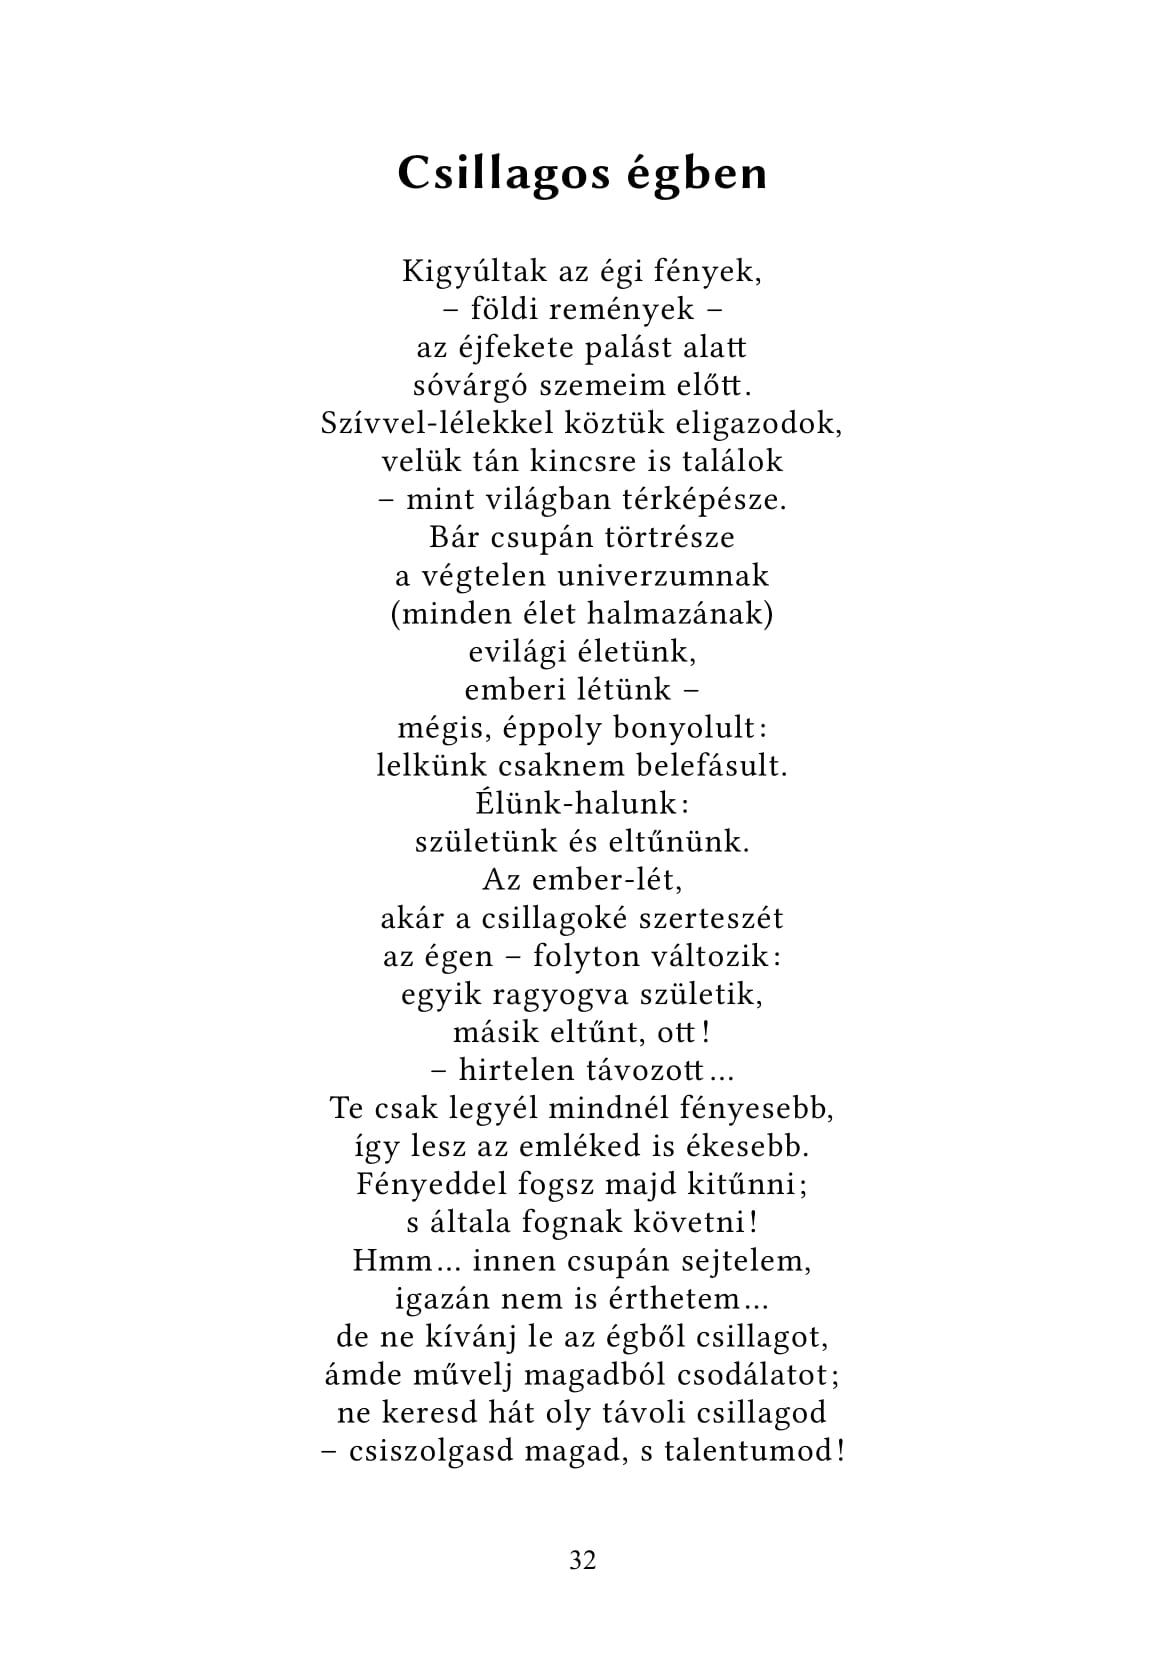 Csillagos égben
Kigyúltak az égi fények,
– földi remények –
az éjfekete palást alatt
sóvárgó szemeim előtt.
Szívvel-lélekkel köztük eligazodok,
velük tán kincsre is találok
– mint világban térképésze.
Bár csupán törtrésze
a végtelen univerzumnak
(minden élet halmazának)
evilági életünk,
emberi létünk –
mégis, éppoly bonyolult:
lelkünk csaknem belefásult.
Élünk-halunk:
születünk és eltűnünk.
Az ember-lét,
akár a csillagoké szerteszét
az égen – folyton változik:
egyik ragyogva születik,
másik eltűnt, ott!
– hirtelen távozott...
Te csak legyél mindnél fényesebb,
így lesz az emléked is ékesebb.
Fényeddel fogsz majd kitűnni;
s általa fognak követni!
Hmm... innen csupán sejtelem,
igazán nem is érthetem...
de ne kívánj le az égből csillagot,
ámde művelj magadból csodálatot;
ne keresd hát oly távoli csillagod
– csiszolgasd magad, s talentumod!
32